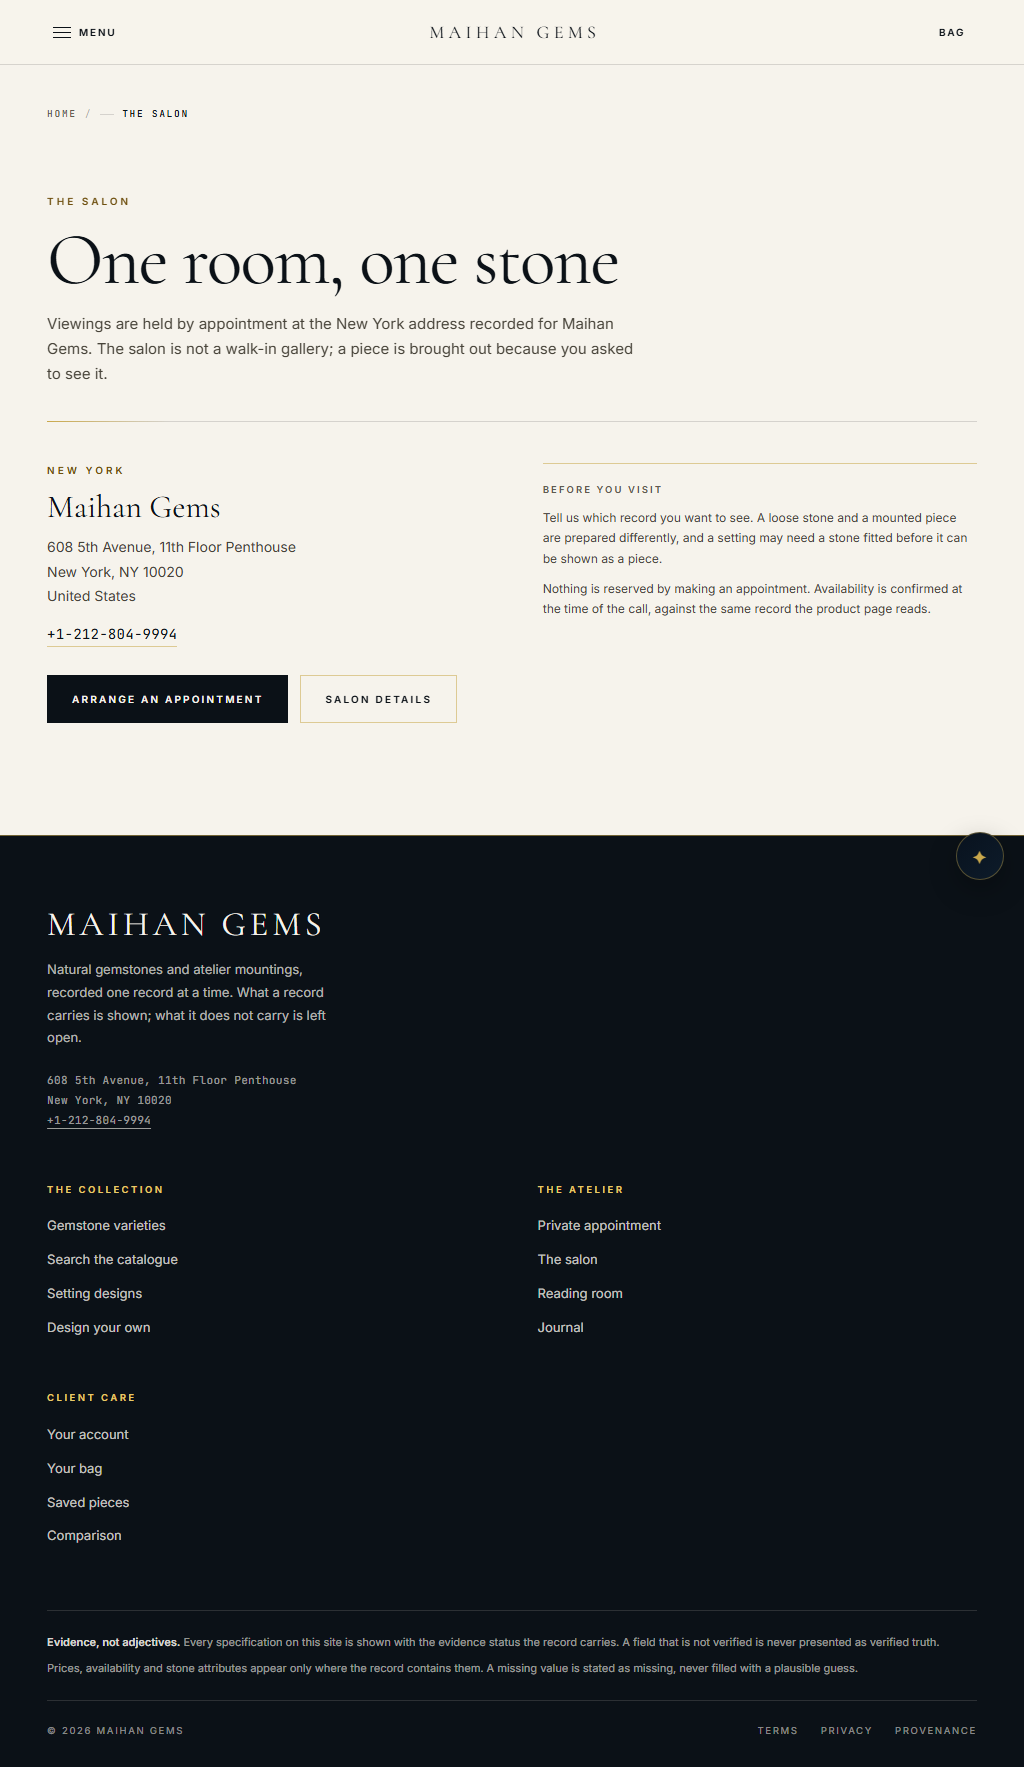 MENU
MAIHAN GEMS
BAG
HOME / — THE SALON
THE SALON
One room, one stone
Viewings are held by appointment at the New York address recorded for Maihan
Gems. The salon is not a walk-in gallery; a piece is brought out because you asked
to see it.
NEW YORK
Maihan Gems
608 5th Avenue, 11th Floor Penthouse
New York, NY 10020
United States
+1-212-804-9994
ARRANGE AN APPOINTMENT
SALON DETAILS
BEFORE YOU VISIT
Tell us which record you want to see. A loose stone and a mounted piece
are prepared differently, and a setting may need a stone fitted before it can
be shown as a piece.
Nothing is reserved by making an appointment. Availability is confirmed at
the time of the call, against the same record the product page reads.
MAIHAN GEMS
Natural gemstones and atelier mountings,
recorded one record at a time. What a record
carries is shown; what it does not carry is left
open.
608 5th Avenue, 11th Floor Penthouse
New York, NY 10020
+1-212-804-9994
THE COLLECTION
Gemstone varieties
Search the catalogue
Setting designs
Design your own
THE ATELIER
Private appointment
The salon
Reading room
Journal
CLIENT CARE
Your account
Your bag
Saved pieces
Comparison
Evidence, not adjectives. Every specification on this site is shown with the evidence status the record carries. A field that is not verified is never presented as verified truth.
Prices, availability and stone attributes appear only where the record contains them. A missing value is stated as missing, never filled with a plausible guess.
© 2026 MAIHAN GEMS
TERMS PRIVACY PROVENANCE